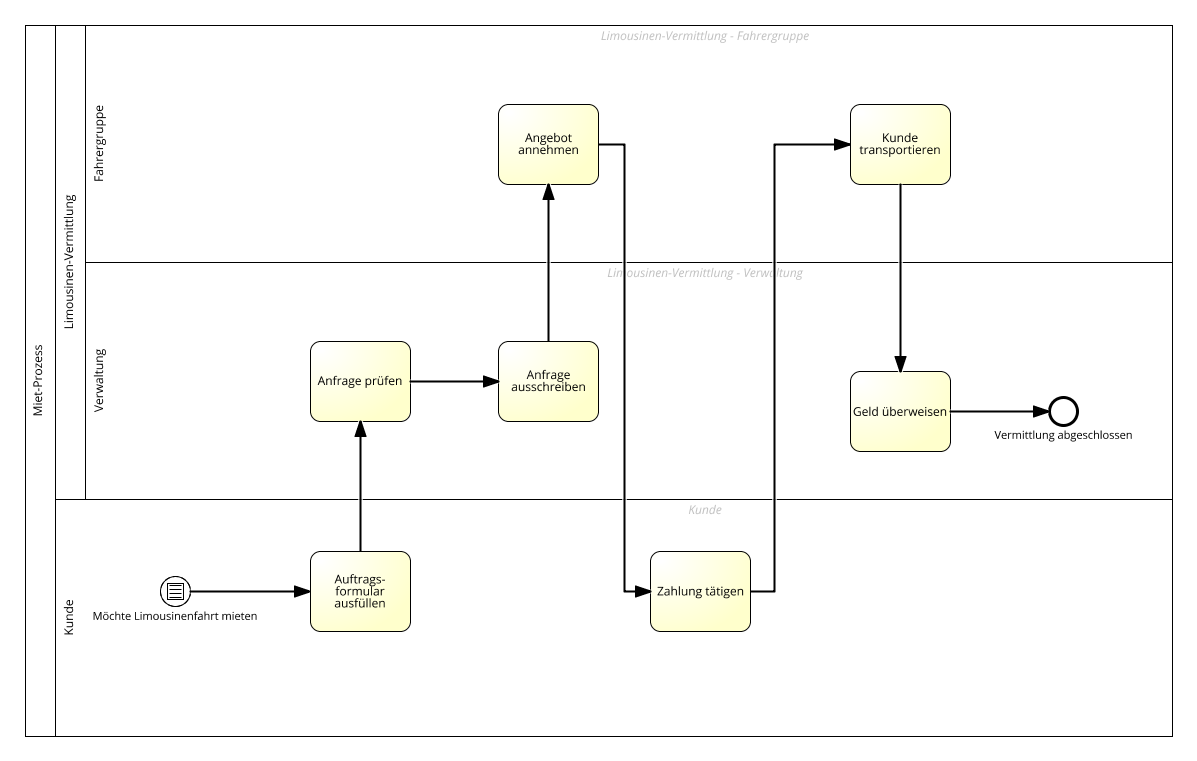 Miet-Prozess
Limousinen-Vermittlung
Fahrergruppe
Limousinen-Vermittlung - Fahrergruppe
Angebot
annehmen
Kunde
transportieren
Verwaltung
Limousinen-Vermittlung - Verwaltung
Anfrage prüfen
Anfrage
ausschreiben
Geld überweisen
Vermittlung abgeschlossen
Kunde
Kunde
Möchte Limousinenfahrt mieten
Auftrags-
formular
ausfüllen
Zahlung tätigen